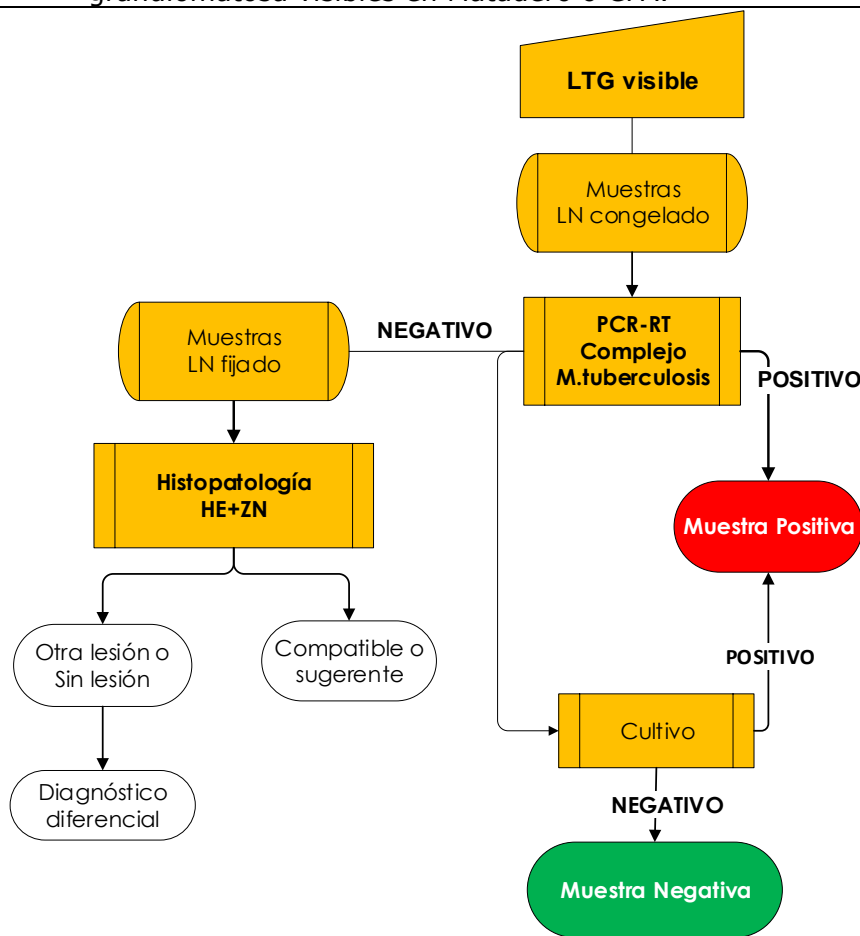 LTG visible
Muestras
LN congelado
PCR-RT
Complejo
M.tuberculosis
NEGATIVO
Muestras
LN fijado
POSITIVO
Histopatología
HE+ZN
Muestra Positiva
Otra lesión o
Sin lesión
Compatible o
sugerente
POSITIVO
Cultivo
Diagnóstico
diferencial
NEGATIVO
Muestra Negativa